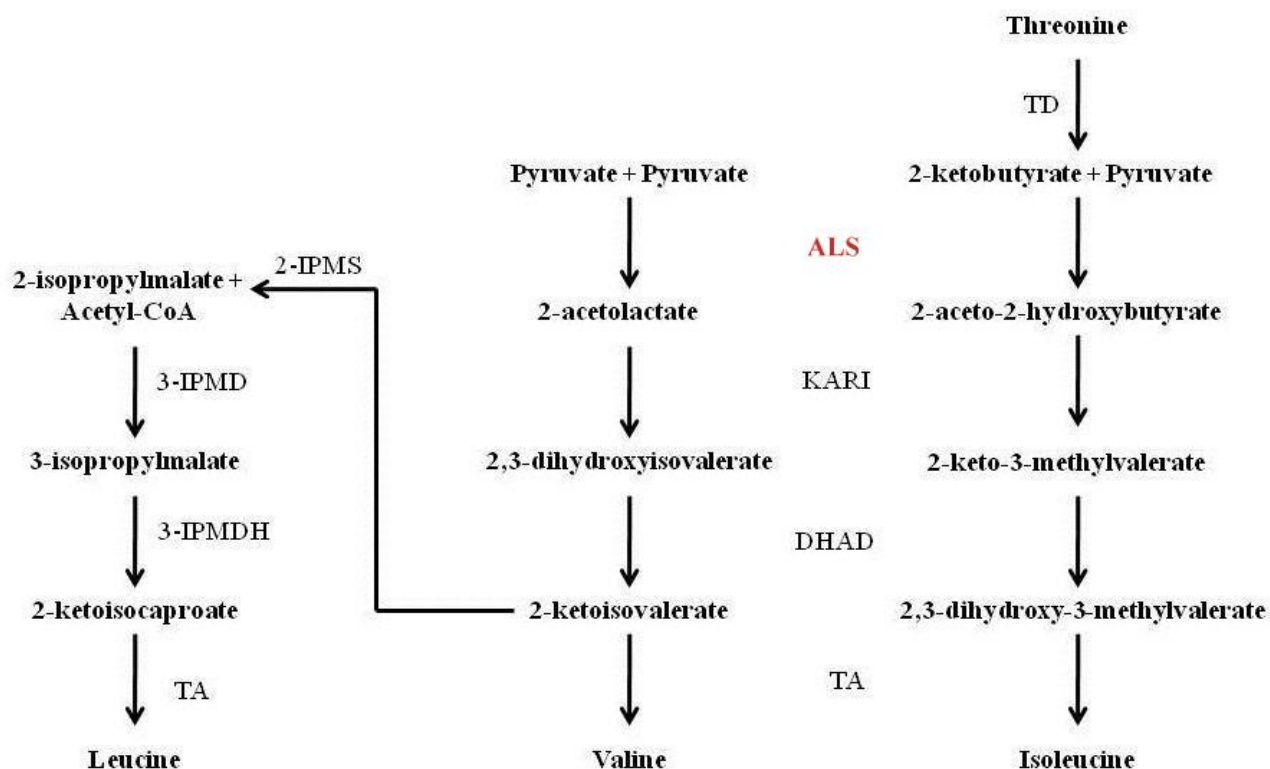 Threonine
TD
Pyruvate + Pyruvate
2-ketobutyrate + Pyruvate
ALS
2-IPMS
2-isopropylmalate +
Acetyl-CoA
2-acetolactate
2-aceto-2-hydroxybutyrate
3-IPMD
KARI
3-isopropylmalate
2,3-dihydroxyisovalerate
2-keto-3-methylvalerate
3-IPMDH
DHAD
2-ketoisocaproate
2-ketoisovalerate
2,3-dihydroxy-3-methylvalerate
TA
TA
Leucine
Valine
Isoleucine